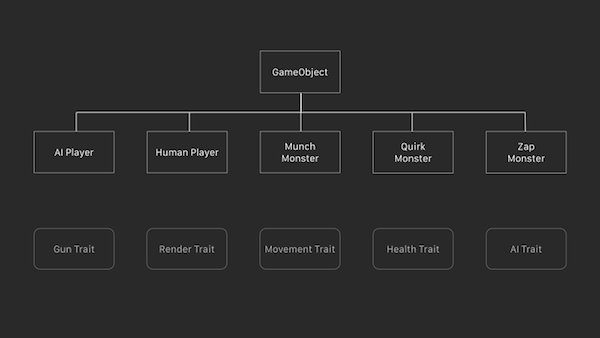 GameObject
AI Player
Human Player
Munch
Monster
Quirk
Monster
Zap
Monster
Gun Trait
Render Trait
Movement Trait
Health Trait
AI Trait